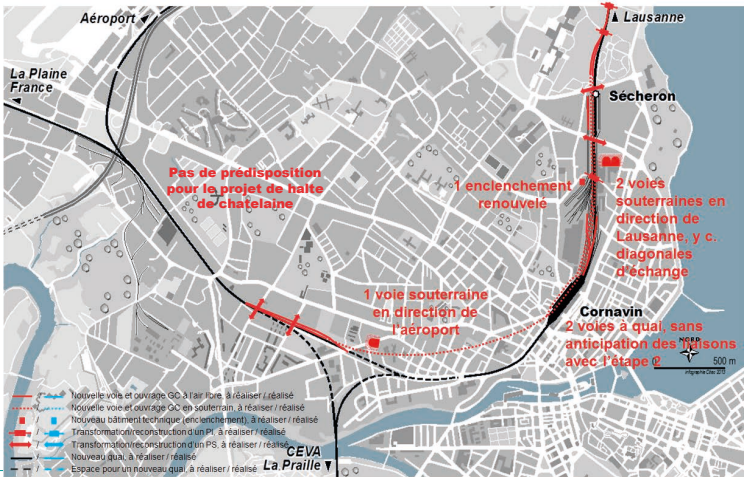 Aéroport
Lausanne
La Plaine
France
Sécheron
Pas de prédisposition
pour le projet de halte
de chatelaine
1 enclenchement
renouvelé
2 voies
souterraines en
direction de
Lausanne, y c.
diagonales
d'échange
1 voie souterraine
en direction de
l'aéroport
Cornavin
2 voies à quai, sans
anticipation des liaisons
avec l'étape 2
NORD
500 m
/ Nouvelle voie et ouvrage GC à l'air libre, à réaliser / réalisé
/ Nouvelle voie et ouvrage GC en souterrain, à réaliser / réalisé
/ Nouveau bâtiment technique (enclenchement), à réaliser / réalisé
/ Transformation/reconstruction d'un PI, à réaliser / réalisé
/ Transformation/reconstruction d'un PS, à réaliser / réalisé
/ Nouveau quai, à réaliser / réalisé
/ Espace pour un nouveau quai, à réaliser / réalisé
CEVA
La Praille